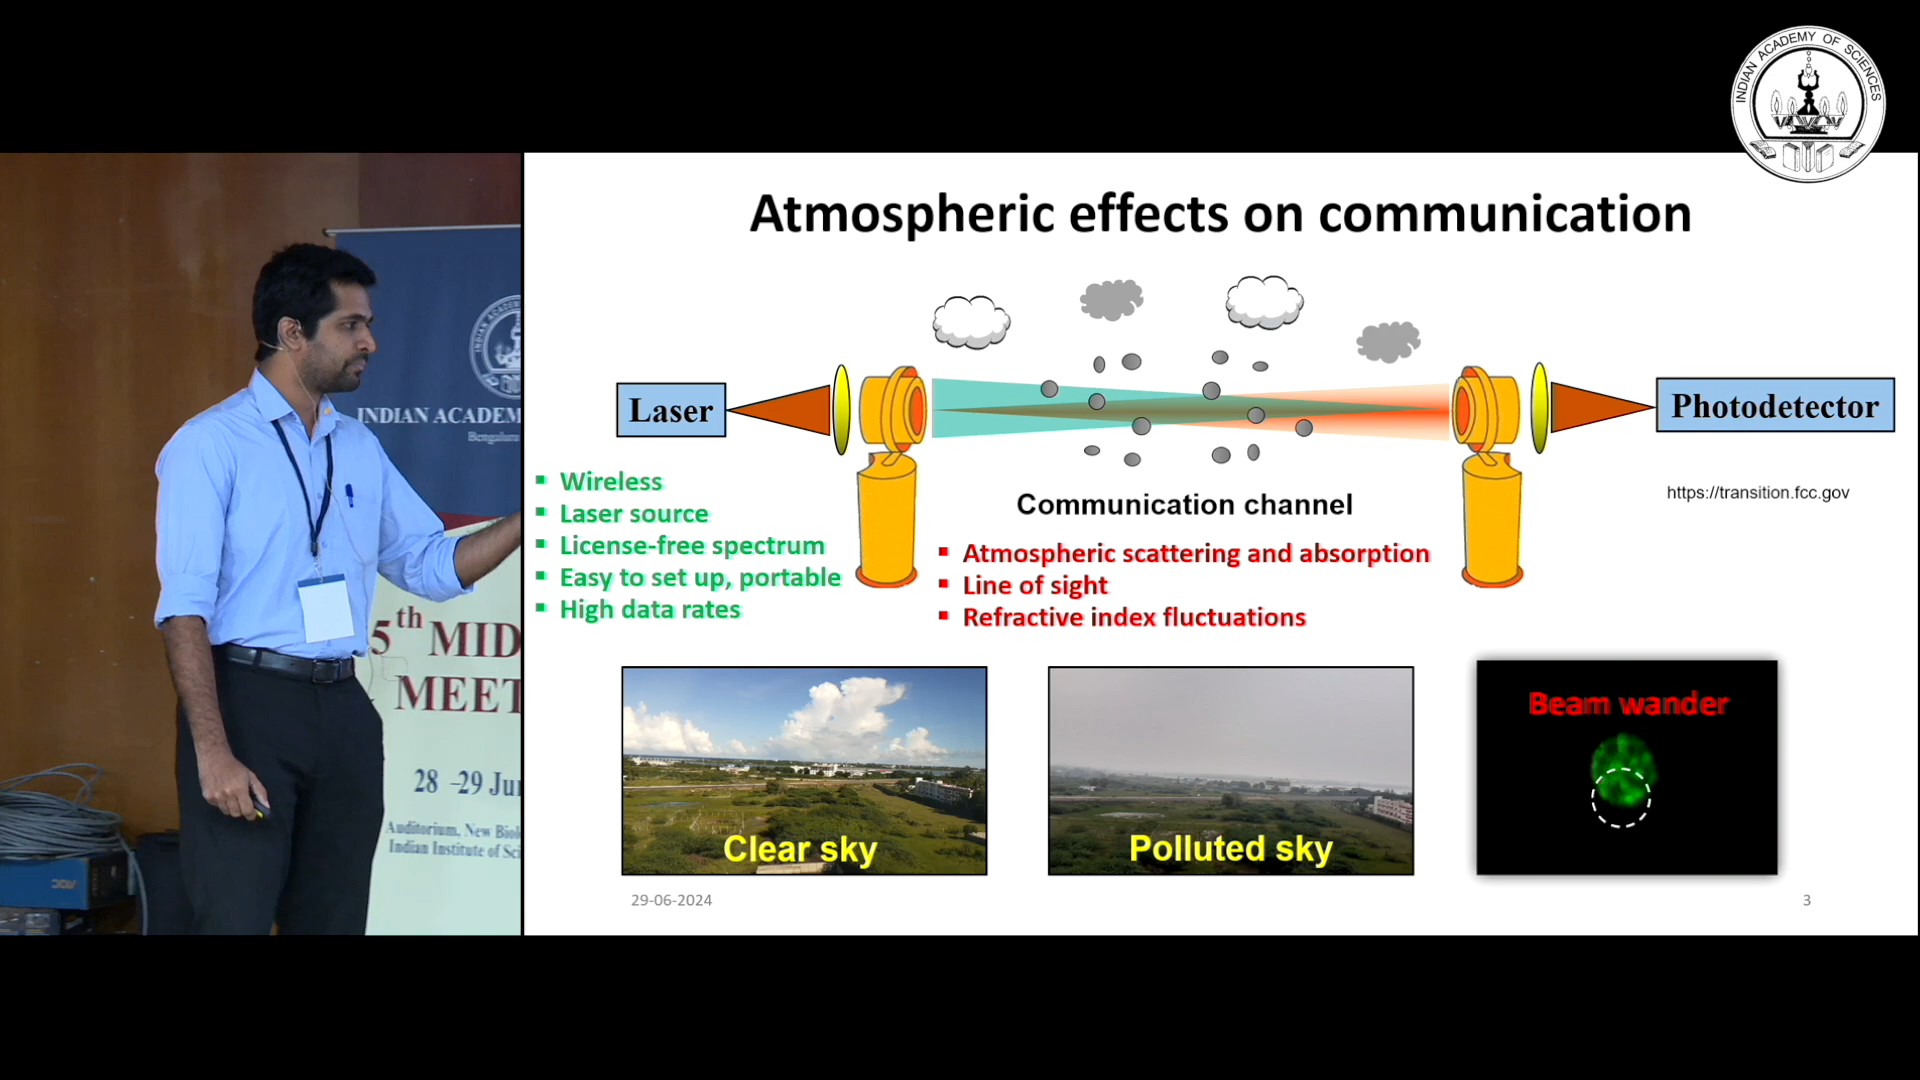 INDIAN ACADEMY OF SCIENCES
Atmospheric effects on communication
Laser
Photodetector
https://transition.fcc.gov
Wireless
Laser source
License-free spectrum
Easy to set up, portable
High data rates
Communication channel
Atmospheric scattering and absorption
Line of sight
Refractive index fluctuations
Clear sky
Polluted sky
Beam wander
29-06-2024
3
INDIAN ACADEM
Bengaluru
5th MID
MEET
28 -29 Ju
Auditorium, New Biol
Indian Institute of Sci